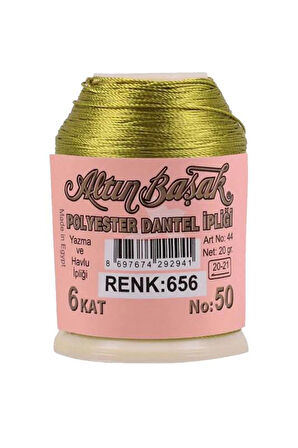 Altın Başak
POLYESTER DANTEL İPLİĞİ
Made in Egypt
Yazma
ve
Havlu
İpliği
Art No: 44
Net: 20 gr.
20-21
8 697674 292941
RENK:656
6 KAT
No: 50